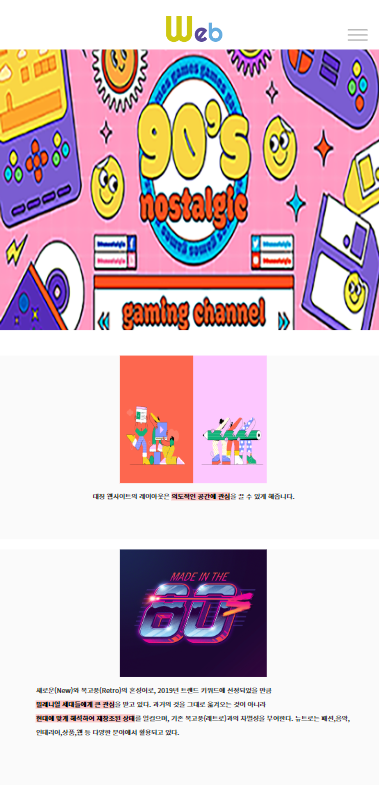 Web
90's
nostalgic
gaming channel
대칭 웹사이트의 레이아웃은 의도적인 공간에 관심을 끌 수 있게 해줍니다.
MADE IN THE
80
새로운(New)와 복고풍(Retro)의 혼성어로, 2019년 트렌드 키워드에 선정되었을 만큼
밀레니얼 세대들에게 큰 관심을 받고 있다. 과거의 것을 그대로 옮겨오는 것이 아니라
현대에 맞게 해석하여 재창조된 상태를 일컬으며, 기존 복고풍(레트로)과의 차별성을 부여한다. 뉴트로는 패션,음악,
인테리어,상품,앱 등 다양한 분야에서 활용되고 있다.